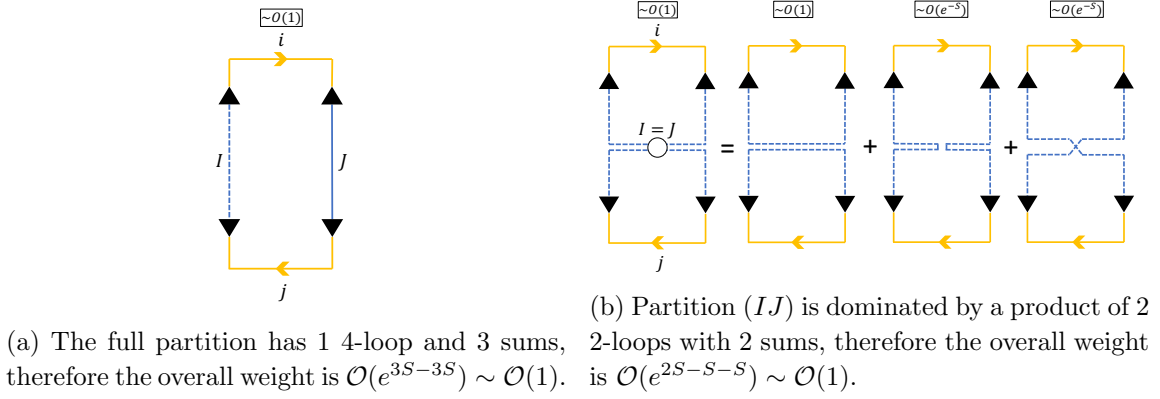 ~O(1)
i
I
J
j
(a) The full partition has 1 4-loop and 3 sums,
therefore the overall weight is O(e^{3S−3S}) ∼ O(1).
~O(1) ~O(1) ~O(e^{-S}) ~O(e^{-S})
i
I = J
= + +
j
(b) Partition (IJ) is dominated by a product of 2
2-loops with 2 sums, therefore the overall weight
is O(e^{2S−S−S}) ∼ O(1).